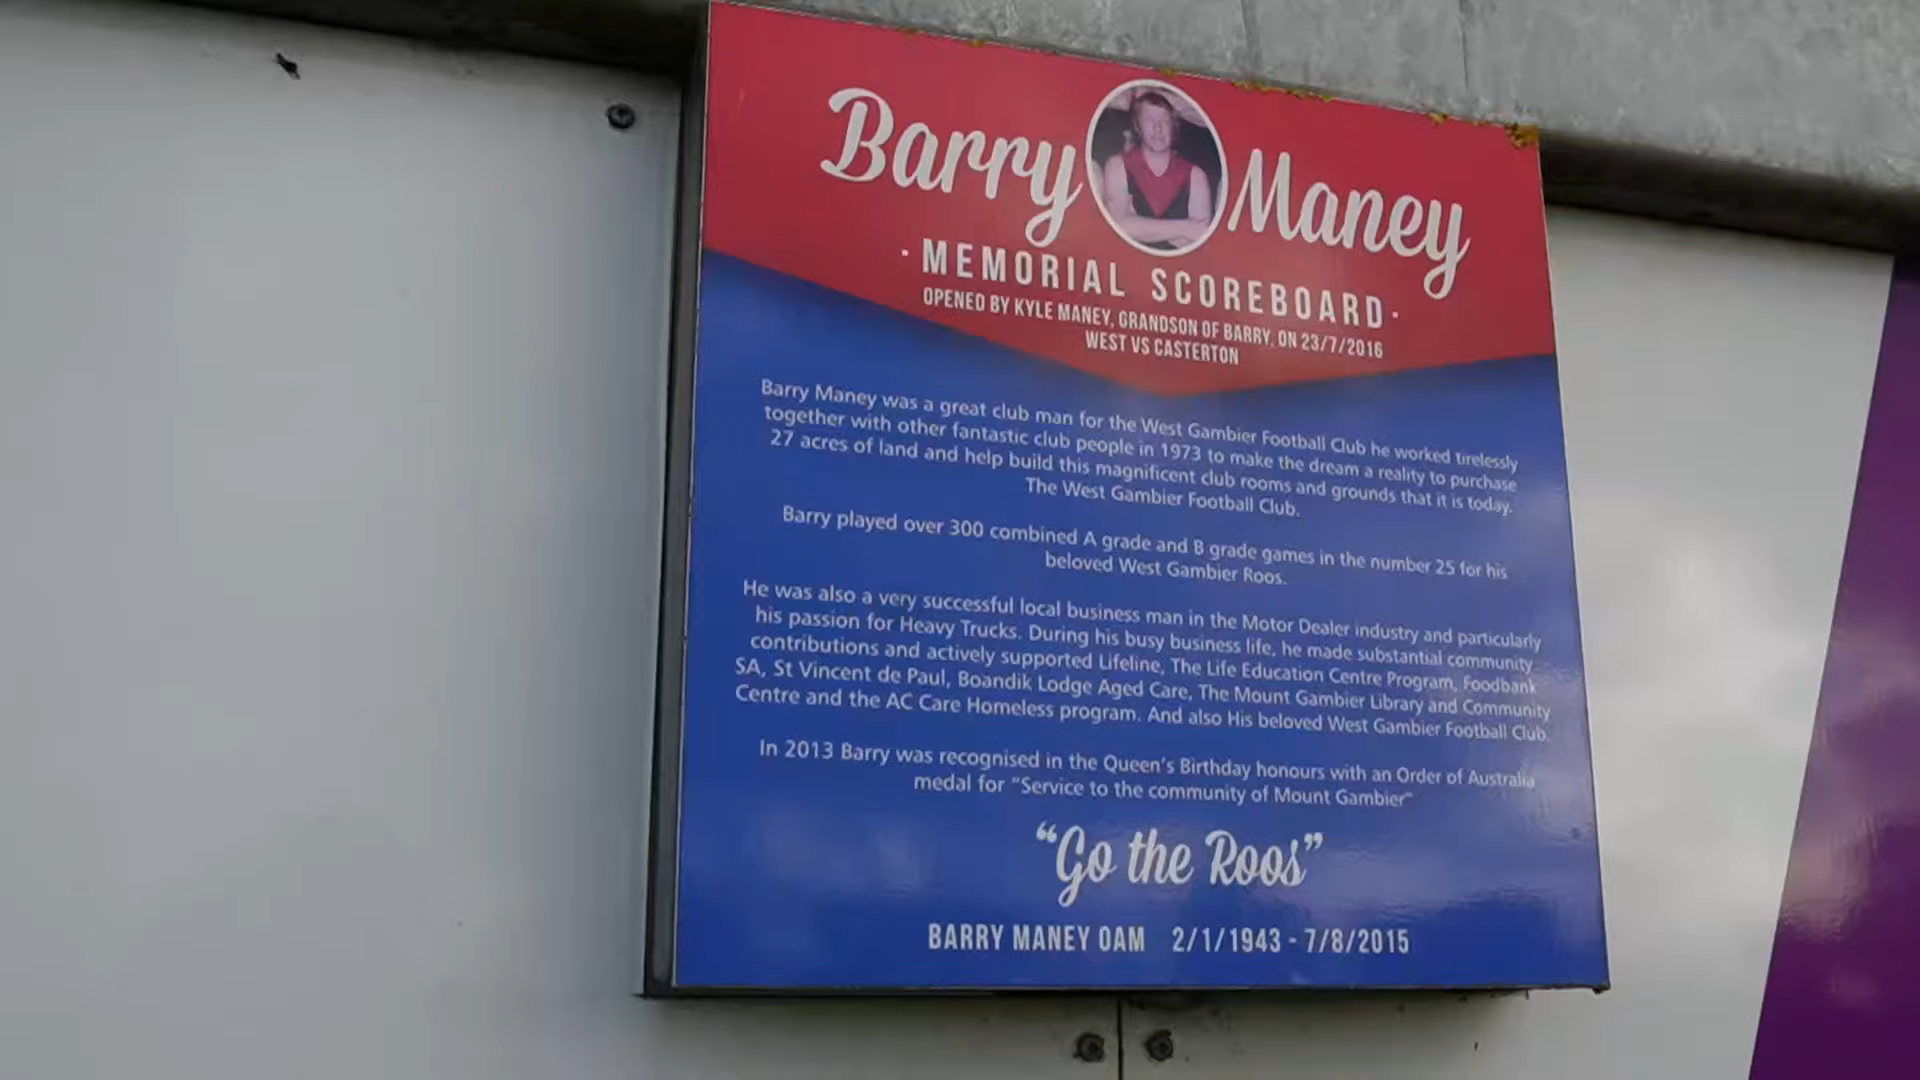 Barry Maney
· MEMORIAL SCOREBOARD ·
OPENED BY KYLE MANEY, GRANDSON OF BARRY, ON 23/7/2016
WEST VS CASTERTON
Barry Maney was a great club man for the West Gambier Football Club he worked tirelessly
together with other fantastic club people in 1973 to make the dream a reality to purchase
27 acres of land and help build this magnificent club rooms and grounds that it is today.
The West Gambier Football Club.
Barry played over 300 combined A grade and B grade games in the number 25 for his
beloved West Gambier Roos.
He was also a very successful local business man in the Motor Dealer industry and particularly
his passion for Heavy Trucks. During his busy business life, he made substantial community
contributions and actively supported Lifeline, The Life Education Centre Program, Foodbank
SA, St Vincent de Paul, Boandik Lodge Aged Care, The Mount Gambier Library and Community
Centre and the AC Care Homeless program. And also His beloved West Gambier Football Club.
In 2013 Barry was recognised in the Queen's Birthday honours with an Order of Australia
medal for "Service to the community of Mount Gambier"
"Go the Roos"
BARRY MANEY OAM 2/1/1943 - 7/8/2015